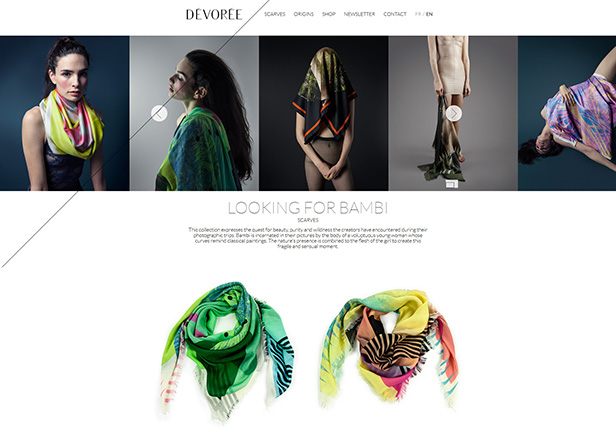 DÉVORÉE
SCARVES ORIGINS SHOP NEWSLETTER CONTACT FR / EN
LOOKING FOR BAMBI
SCARVES
This collection expresses the quest for beauty, purity and wildness the creators have encountered during their
photographic trips. Bambi is incarnated in their pictures by the body of a voluptuous young woman whose
curves remind classical paintings. The nature's presence is combined to the flesh of the girl to create this
fragile and sensual moment.